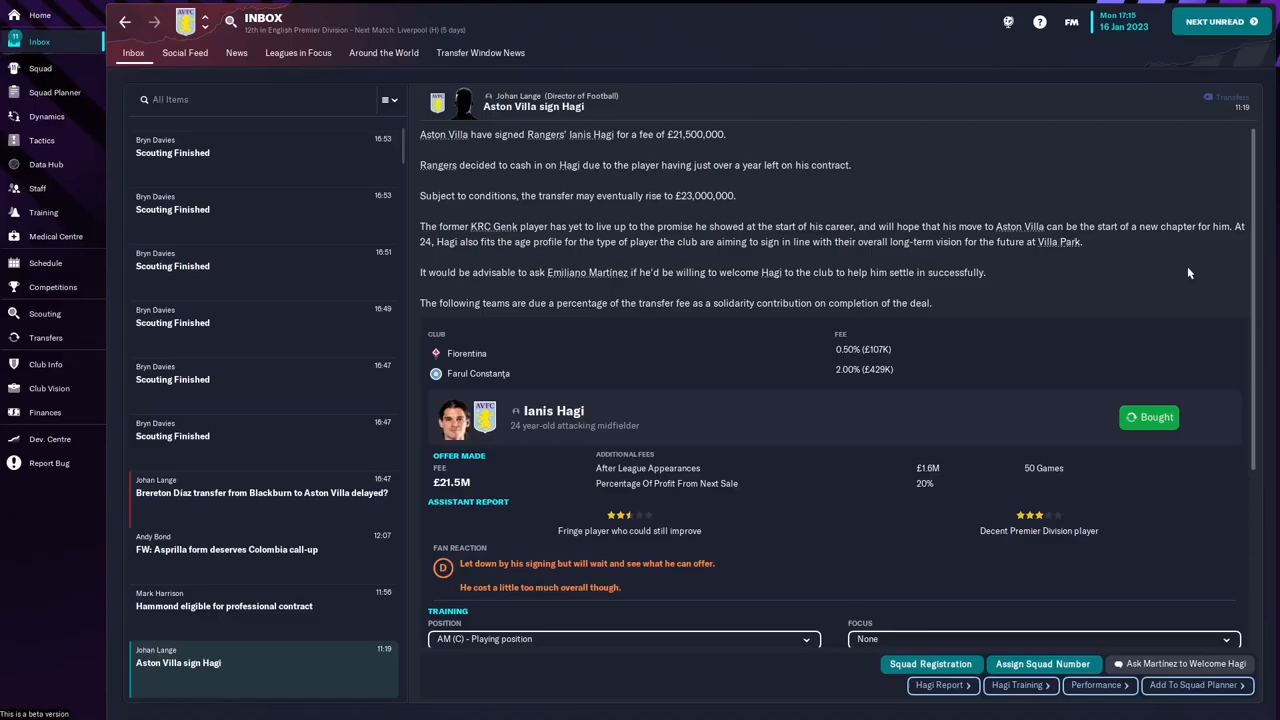 Home
11
Inbox
Squad
Squad Planner
Dynamics
Tactics
Data Hub
Staff
Training
Medical Centre
Schedule
Competitions
Scouting
Transfers
Club Info
Club Vision
Finances
Dev. Centre
Report Bug
This is a beta version
AVFC
INBOX
12th in English Premier Division - Next Match: Liverpool (H) (5 days)
?
FM
Mon 17:15
16 Jan 2023
NEXT UNREAD
Inbox
Social Feed
News
Leagues in Focus
Around the World
Transfer Window News
All Items
Bryn Davies 16:53
Scouting Finished
Bryn Davies 16:53
Scouting Finished
Bryn Davies 16:51
Scouting Finished
Bryn Davies 16:49
Scouting Finished
Bryn Davies 16:47
Scouting Finished
Bryn Davies 16:47
Scouting Finished
Johan Lange 16:47
Brereton Díaz transfer from Blackburn to Aston Villa delayed?
Andy Bond 12:07
FW: Asprilla form deserves Colombia call-up
Mark Harrison 11:56
Hammond eligible for professional contract
Johan Lange 11:19
Aston Villa sign Hagi
Johan Lange (Director of Football)
Aston Villa sign Hagi
Transfers
11:19
Aston Villa have signed Rangers' Ianis Hagi for a fee of £21,500,000.
Rangers decided to cash in on Hagi due to the player having just over a year left on his contract.
Subject to conditions, the transfer may eventually rise to £23,000,000.
The former KRC Genk player has yet to live up to the promise he showed at the start of his career, and will hope that his move to Aston Villa can be the start of a new chapter for him. At
24, Hagi also fits the age profile for the type of player the club are aiming to sign in line with their overall long-term vision for the future at Villa Park.
It would be advisable to ask Emiliano Martínez if he'd be willing to welcome Hagi to the club to help him settle in successfully.
The following teams are due a percentage of the transfer fee as a solidarity contribution on completion of the deal.
CLUB FEE
Fiorentina 0.50% (£107K)
Farul Constanța 2.00% (£429K)
AVFC
Ianis Hagi
24 year-old attacking midfielder
Bought
OFFER MADE
FEE
£21.5M
ADDITIONAL FEES
After League Appearances £1.6M 50 Games
Percentage Of Profit From Next Sale 20%
ASSISTANT REPORT
Fringe player who could still improve
Decent Premier Division player
FAN REACTION
D
Let down by his signing but will wait and see what he can offer.
He cost a little too much overall though.
TRAINING
POSITION FOCUS
AM (C) - Playing position None
Squad Registration
Assign Squad Number
Ask Martínez to Welcome Hagi
Hagi Report
Hagi Training
Performance
Add To Squad Planner